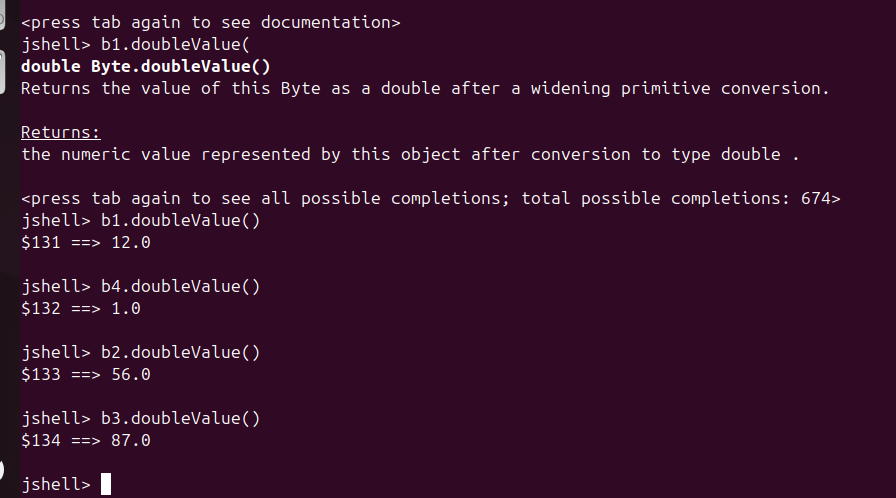 <press tab again to see documentation>
jshell> b1.doubleValue(
double Byte.doubleValue()
Returns the value of this Byte as a double after a widening primitive conversion.
Returns:
the numeric value represented by this object after conversion to type double .
<press tab again to see all possible completions; total possible completions: 674>
jshell> b1.doubleValue()
$131 ==> 12.0
jshell> b4.doubleValue()
$132 ==> 1.0
jshell> b2.doubleValue()
$133 ==> 56.0
jshell> b3.doubleValue()
$134 ==> 87.0
jshell>